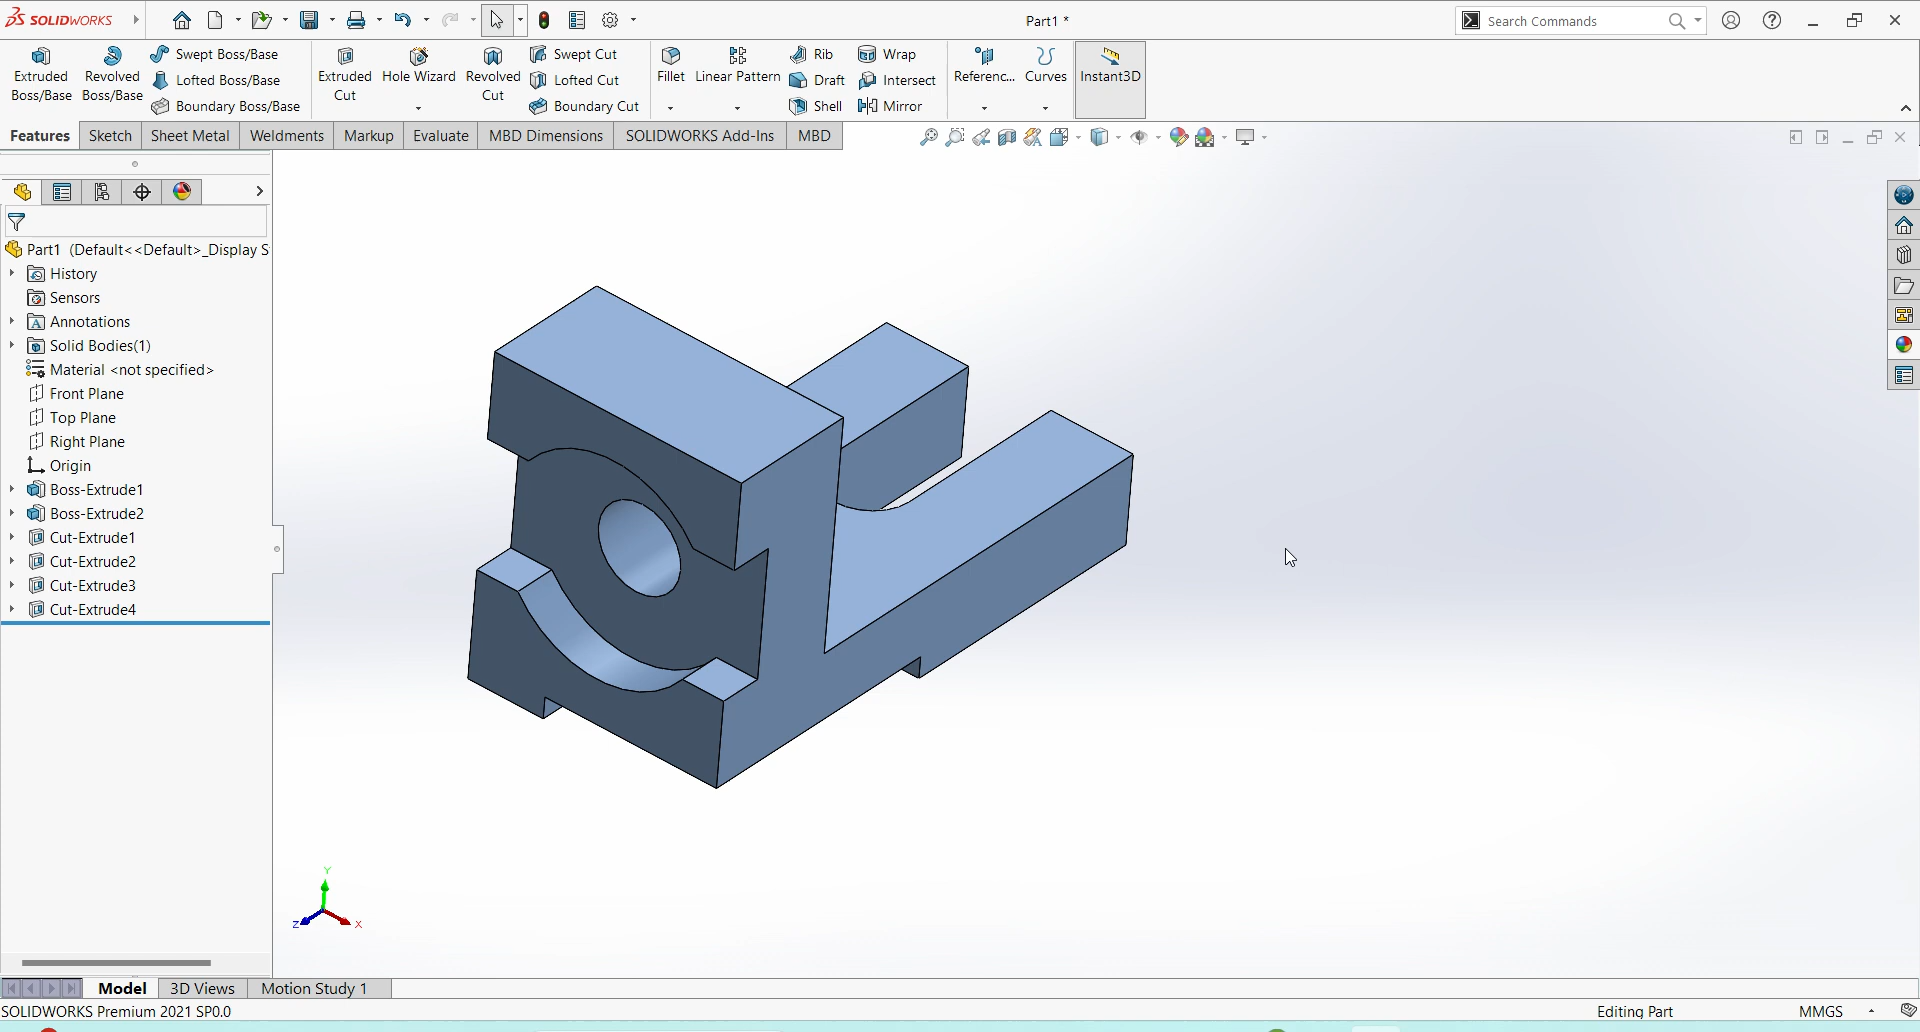 SOLIDWORKS
Part1 *
Search Commands
Extruded Boss/Base
Revolved Boss/Base
Swept Boss/Base
Lofted Boss/Base
Boundary Boss/Base
Extruded Cut
Hole Wizard
Revolved Cut
Swept Cut
Lofted Cut
Boundary Cut
Fillet
Linear Pattern
Rib
Draft
Shell
Wrap
Intersect
Mirror
Referenc...
Curves
Instant3D
Features
Sketch
Sheet Metal
Weldments
Markup
Evaluate
MBD Dimensions
SOLIDWORKS Add-Ins
MBD
Part1 (Default<<Default>_Display S
History
Sensors
Annotations
Solid Bodies(1)
Material <not specified>
Front Plane
Top Plane
Right Plane
Origin
Boss-Extrude1
Boss-Extrude2
Cut-Extrude1
Cut-Extrude2
Cut-Extrude3
Cut-Extrude4
Y
Z
X
Model
3D Views
Motion Study 1
SOLIDWORKS Premium 2021 SP0.0
Editing Part
MMGS